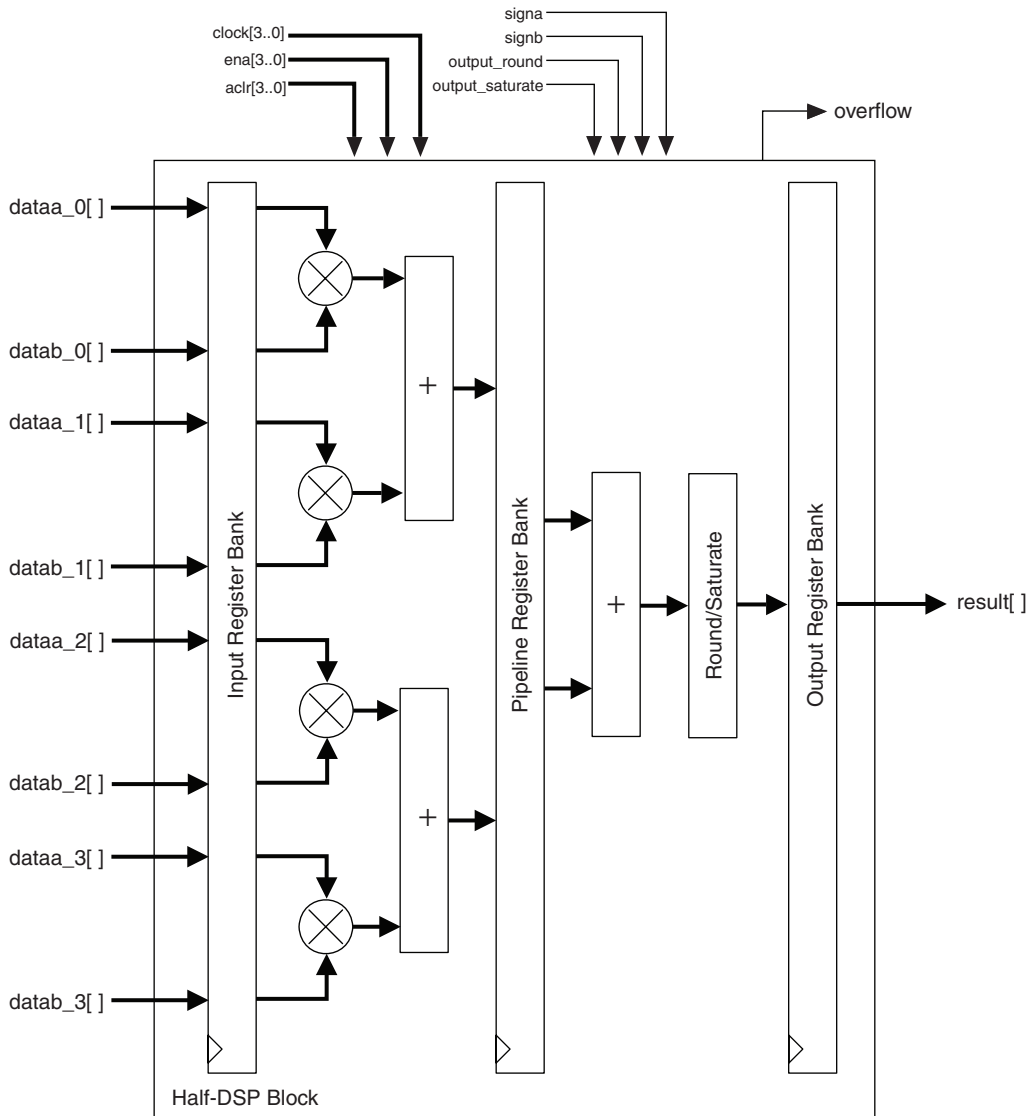 clock[3..0]
ena[3..0]
aclr[3..0]
signa
signb
output_round
output_saturate
overflow
dataa_0[ ]
datab_0[ ]
dataa_1[ ]
datab_1[ ]
dataa_2[ ]
datab_2[ ]
dataa_3[ ]
datab_3[ ]
Input Register Bank
+
+
Pipeline Register Bank
+
Round/Saturate
Output Register Bank
result[ ]
Half-DSP Block